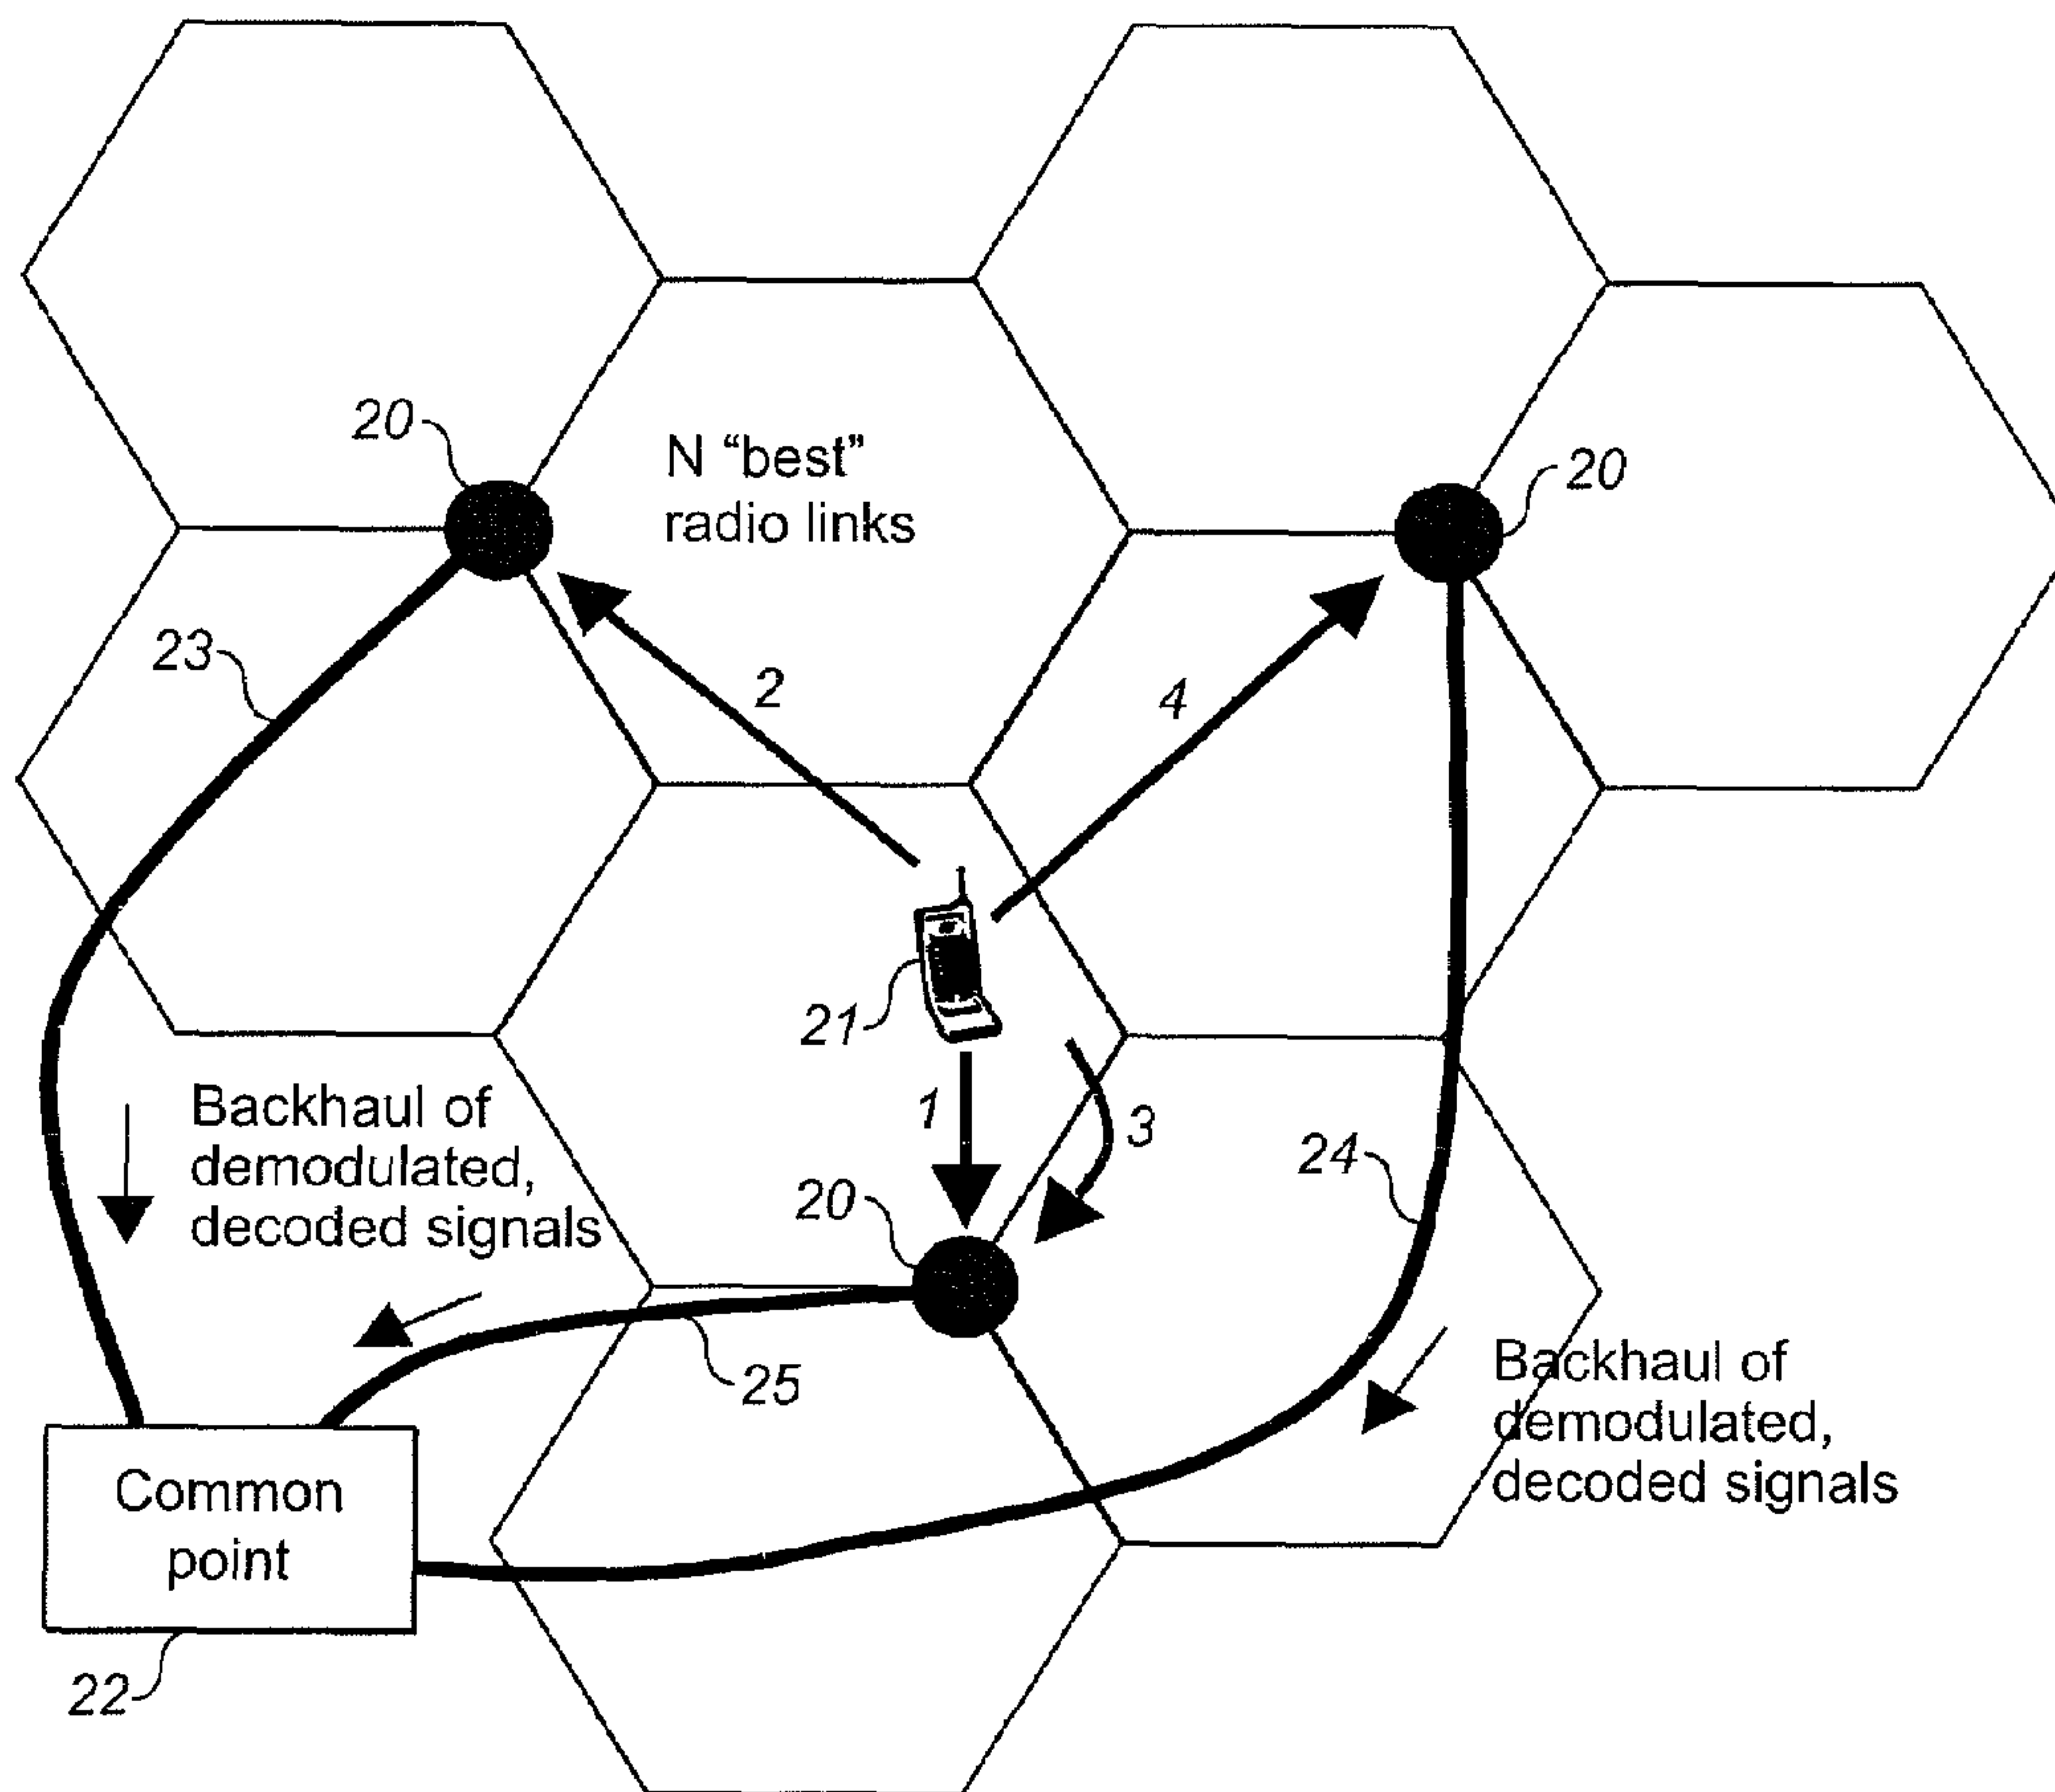 20
N “best”
radio links
20
23
2
4
21
1
3
Backhaul of
demodulated,
decoded signals
24
20
25
Backhaul of
demodulated,
decoded signals
Common
point
22